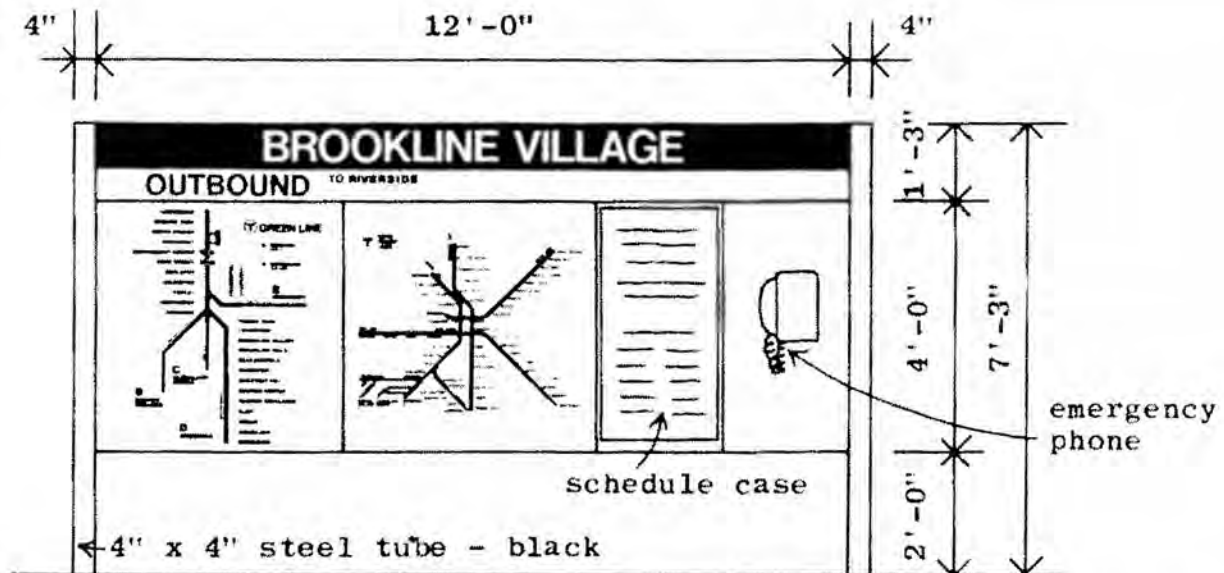 4" 12'-0" 4"
BROOKLINE VILLAGE
OUTBOUND TO RIVERSIDE
1'-3"
4'-0"
7'-3"
2'-0"
T GREEN LINE
B
C
D
T
emergency
phone
schedule case
4" x 4" steel tube - black